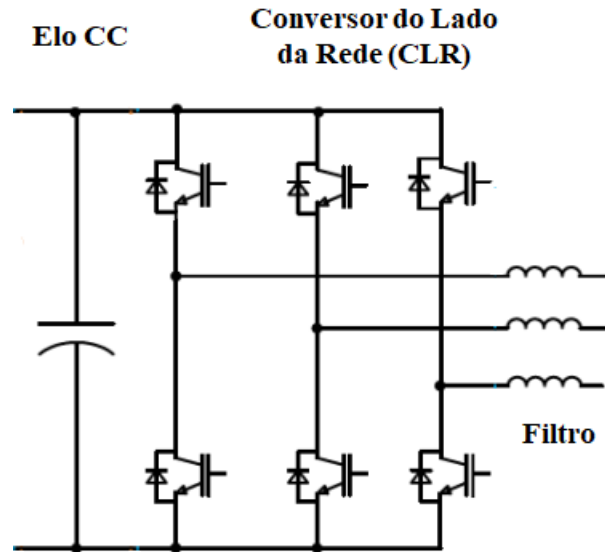 Elo CC
Conversor do Lado
da Rede (CLR)
Filtro